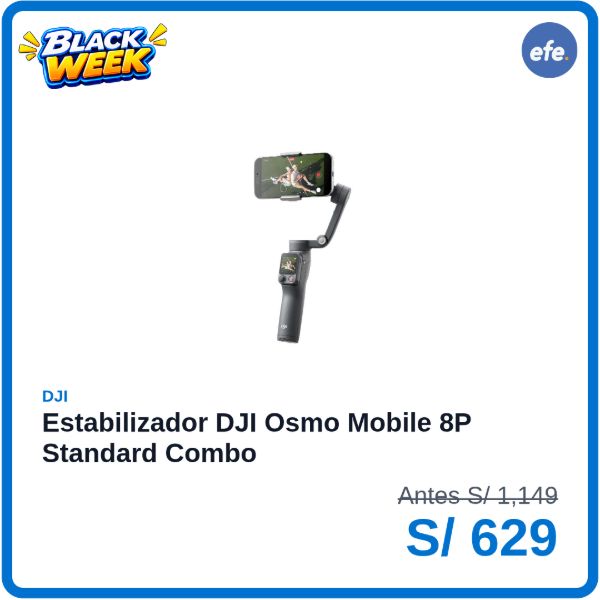 BLACK
WEEK
efe.
DJI
Estabilizador DJI Osmo Mobile 8P
Standard Combo
Antes S/ 1,149
S/ 629